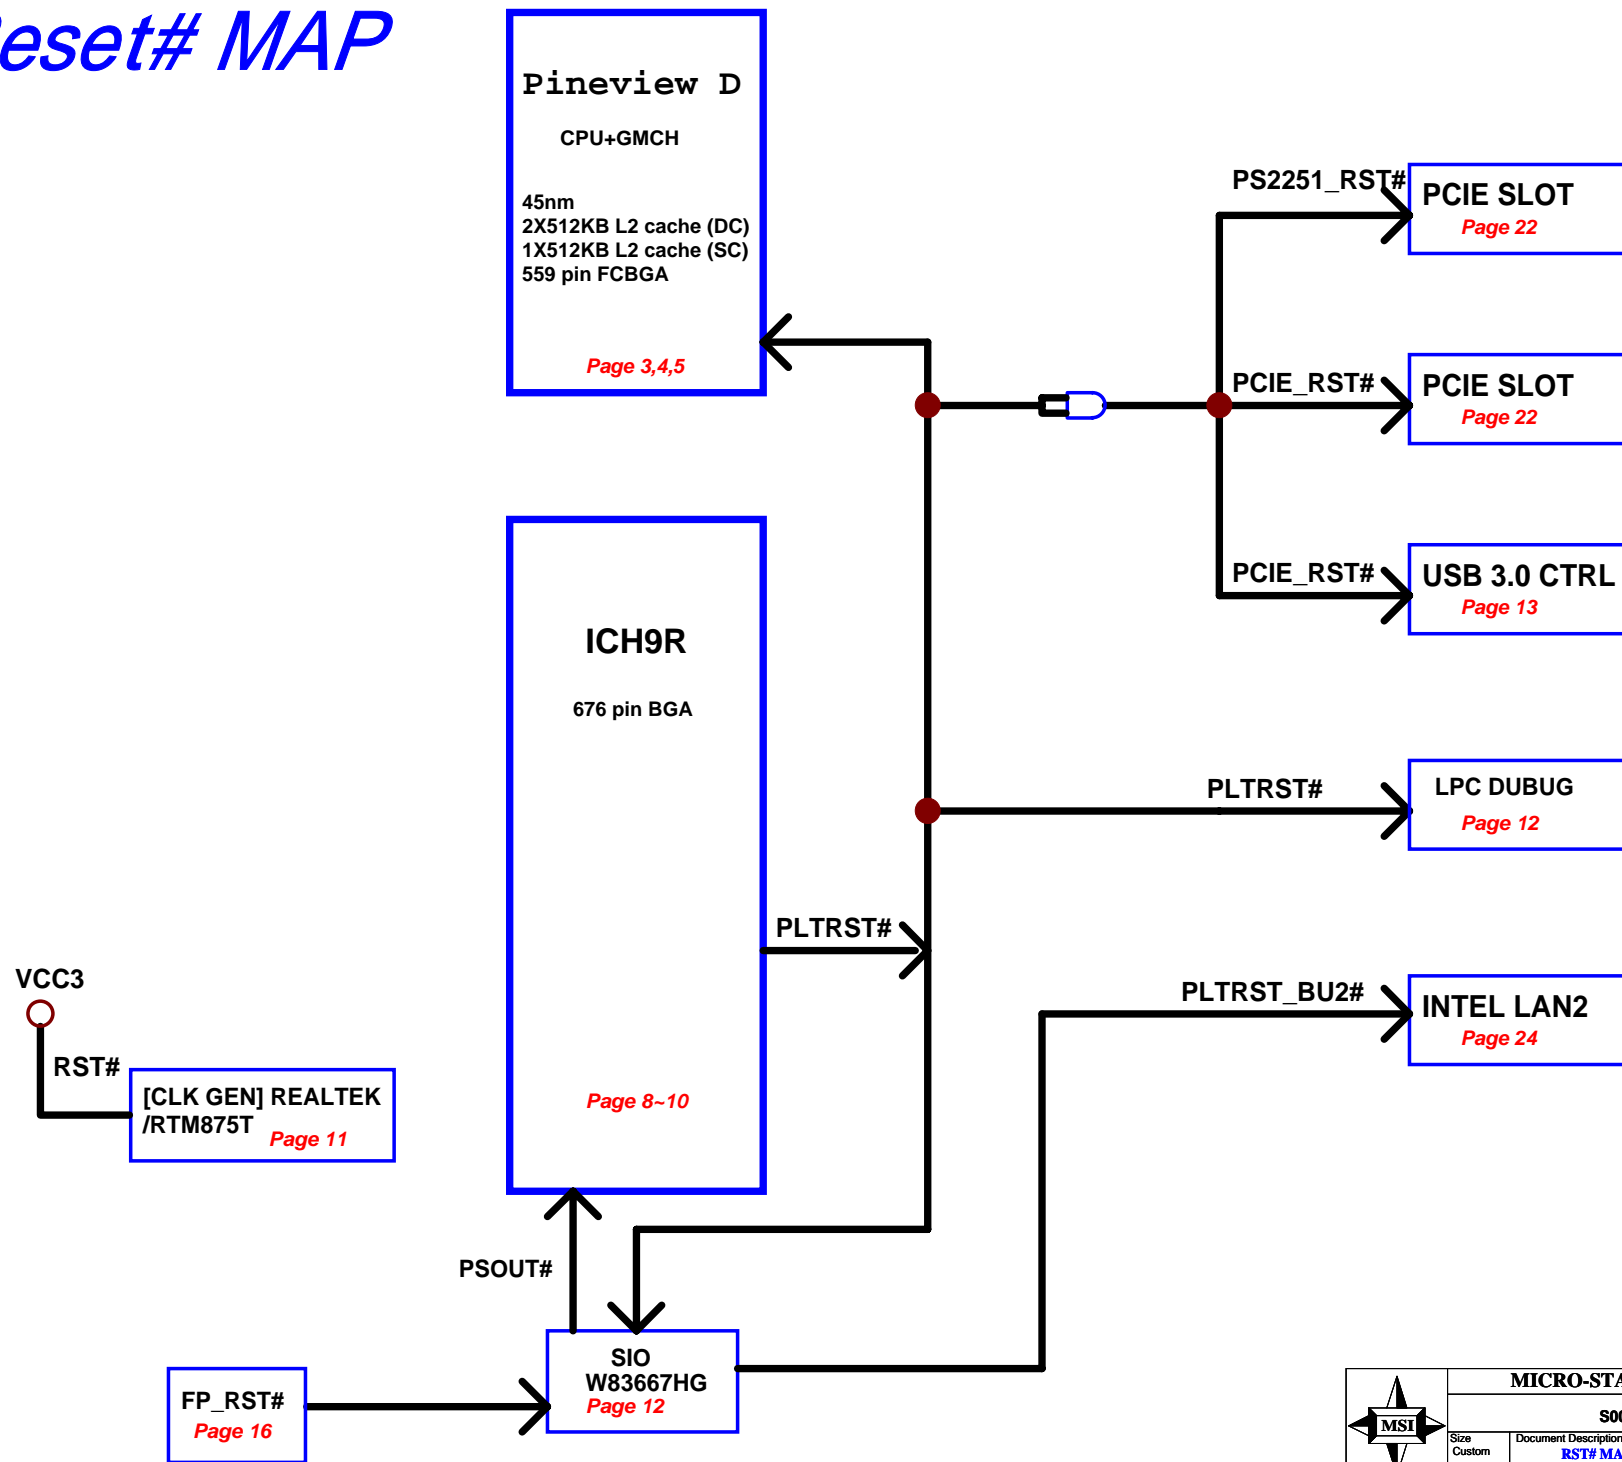 eset# MAP
Pineview D
CPU+GMCH
45nm
2X512KB L2 cache (DC)
1X512KB L2 cache (SC)
559 pin FCBGA
Page 3,4,5
PS2251_RST#
PCIE SLOT
Page 22
PCIE_RST#
PCIE SLOT
Page 22
PCIE_RST#
USB 3.0 CTRL
Page 13
ICH9R
676 pin BGA
PLTRST#
LPC DUBUG
Page 12
PLTRST#
PLTRST_BU2#
INTEL LAN2
Page 24
VCC3
RST#
[CLK GEN] REALTEK
/RTM875T
Page 11
Page 8~10
PSOUT#
SIO
W83667HG
Page 12
FP_RST#
Page 16
MSI
MICRO-STA
S00
Size
Custom
Document Description
RST# MA